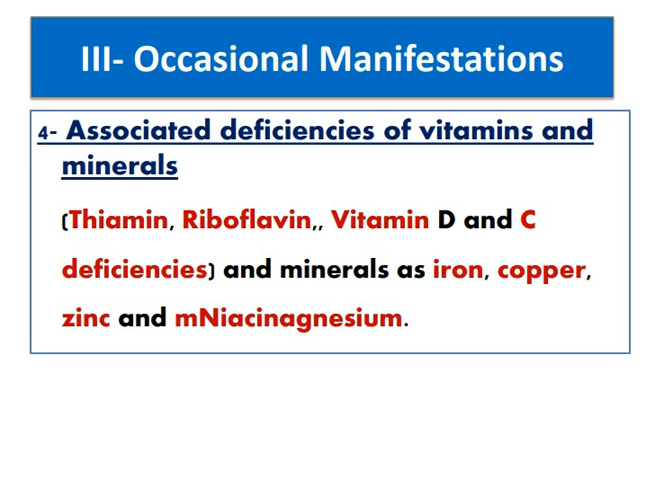 III- Occasional Manifestations
4- Associated deficiencies of vitamins and
minerals
(Thiamin, Riboflavin,, Vitamin D and C
deficiencies) and minerals as iron, copper,
zinc and mNiacinagnesium.